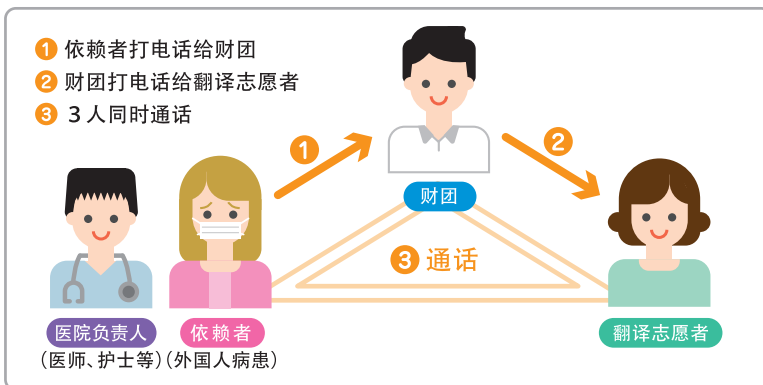 1 依赖者打电话给财团
2 财团打电话给翻译志愿者
3 3人同时通话
1
2
财团
3 通话
医院负责人
(医师、护士等)
依赖者
(外国人病患)
翻译志愿者